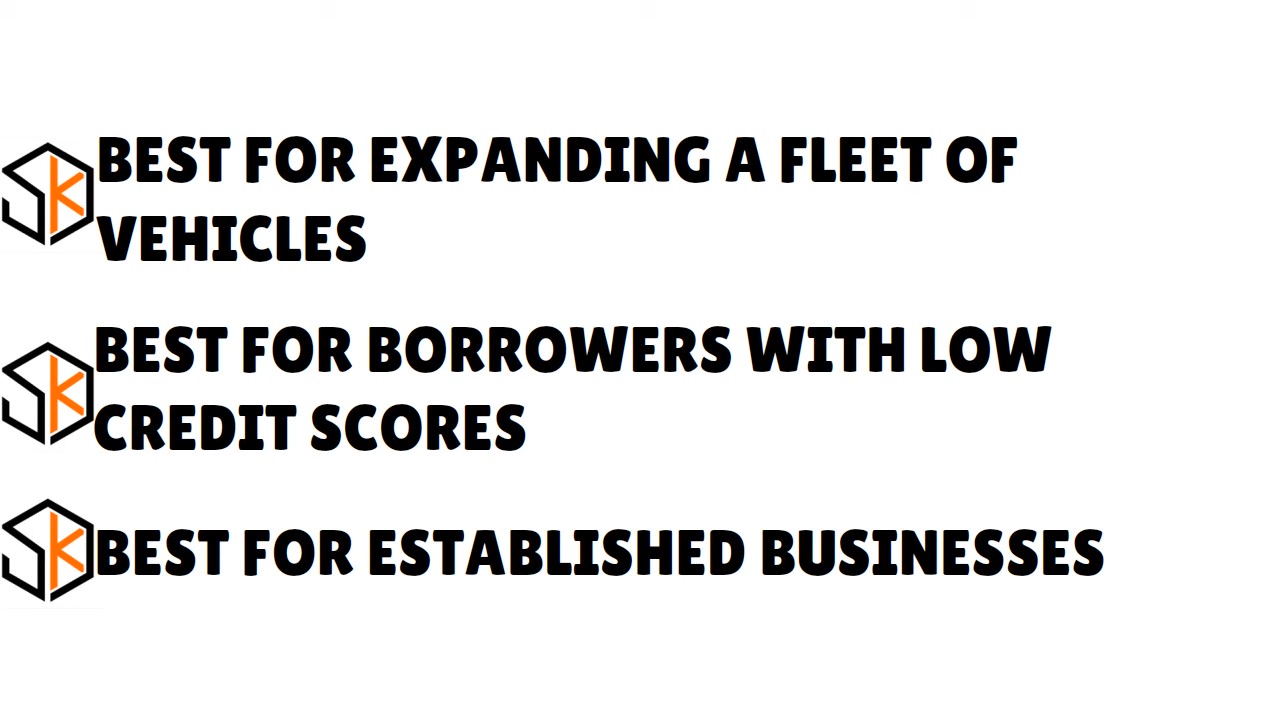 BEST FOR EXPANDING A FLEET OF
VEHICLES
BEST FOR BORROWERS WITH LOW
CREDIT SCORES
BEST FOR ESTABLISHED BUSINESSES